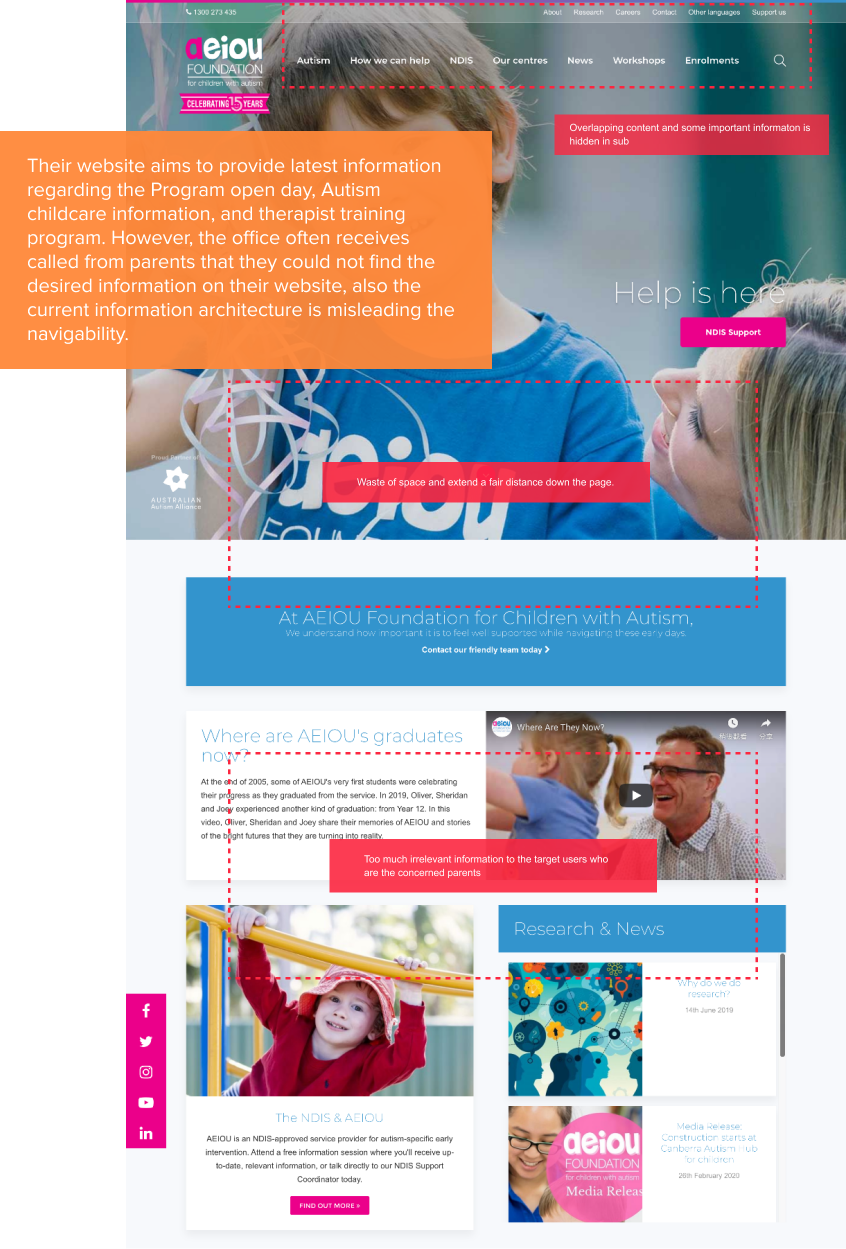 1300 273 435
About Research Careers Contact Other languages Support us
aeiou
FOUNDATION
for children with autism
CELEBRATING 15 YEARS
Autism How we can help NDIS Our centres News Workshops Enrolments
Overlapping content and some important informaton is
hidden in sub
Their website aims to provide latest information
regarding the Program open day, Autism
childcare information, and therapist training
program. However, the office often receives
called from parents that they could not find the
desired information on their website, also the
current information architecture is misleading the
navigability.
Help is here
NDIS Support
aeiou
Proud Partner of
AUSTRALIAN
Autism Alliance
Waste of space and extend a fair distance down the page.
At AEIOU Foundation for Children with Autism,
We understand how important it is to feel well supported while navigating these early days.
Contact our friendly team today
Where are AEIOU's graduates
now?
At the end of 2005, some of AEIOU's very first students were celebrating
their progress as they graduated from the service. In 2019, Oliver, Sheridan
and Joey experienced another kind of graduation: from Year 12. In this
video, Oliver, Sheridan and Joey share their memories of AEIOU and stories
of the bright futures that they are turning into reality.
aeiou
Where Are They Now?
分享
Too much irrelevant information to the target users who
are the concerned parents
Research & News
Why do we do
research?
14th June 2019
The NDIS & AEIOU
AEIOU is an NDIS-approved service provider for autism-specific early
intervention. Attend a free information session where you'll receive up-
to-date, relevant information, or talk directly to our NDIS Support
Coordinator today.
FIND OUT MORE »
aeiou
FOUNDATION
for children with autism
Media Releas
Media Release:
Construction starts at
Canberra Autism Hub
for children
26th February 2020